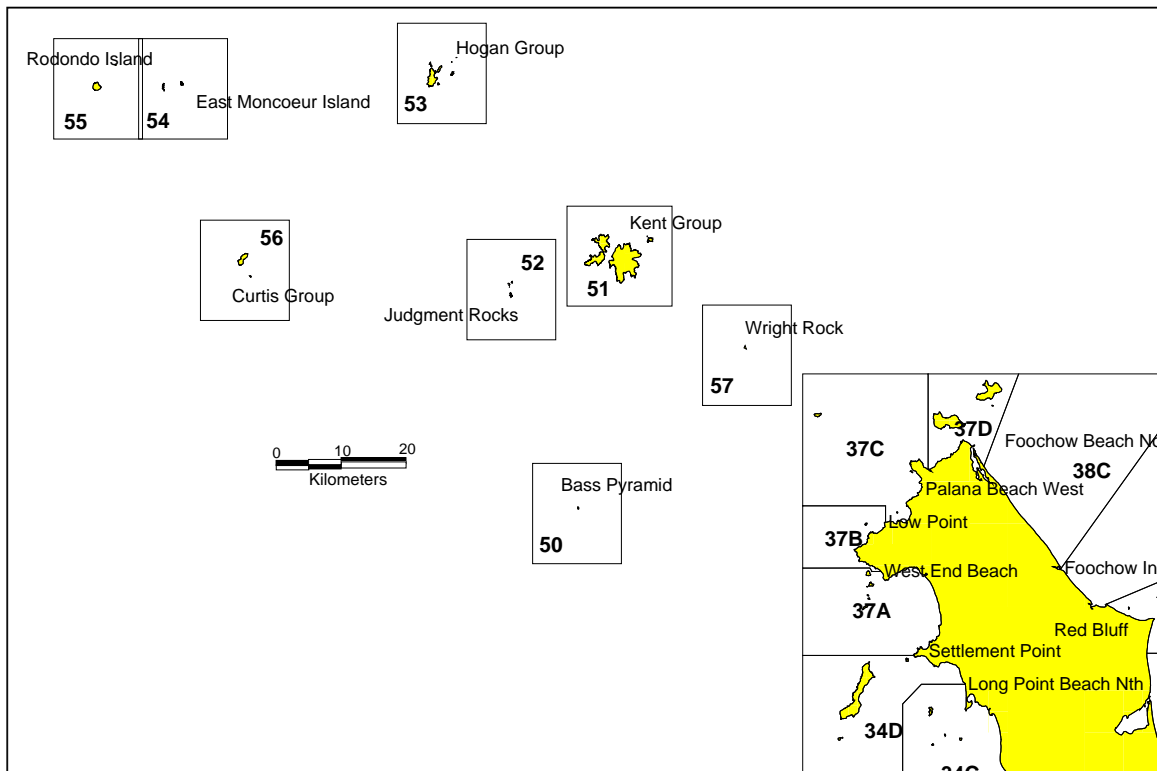 Hogan Group
Rodondo Island
East Moncoeur Island
53
55
54
Kent Group
56
52
51
Curtis Group
Judgment Rocks
Wright Rock
57
37D
37C
Foochow Beach
0 10 20
Kilometers
38C
Bass Pyramid
Palana Beach West
Low Point
37B
50
West End Beach
Foochow
37A
Red Bluff
Settlement Point
Long Point Beach Nth
34D